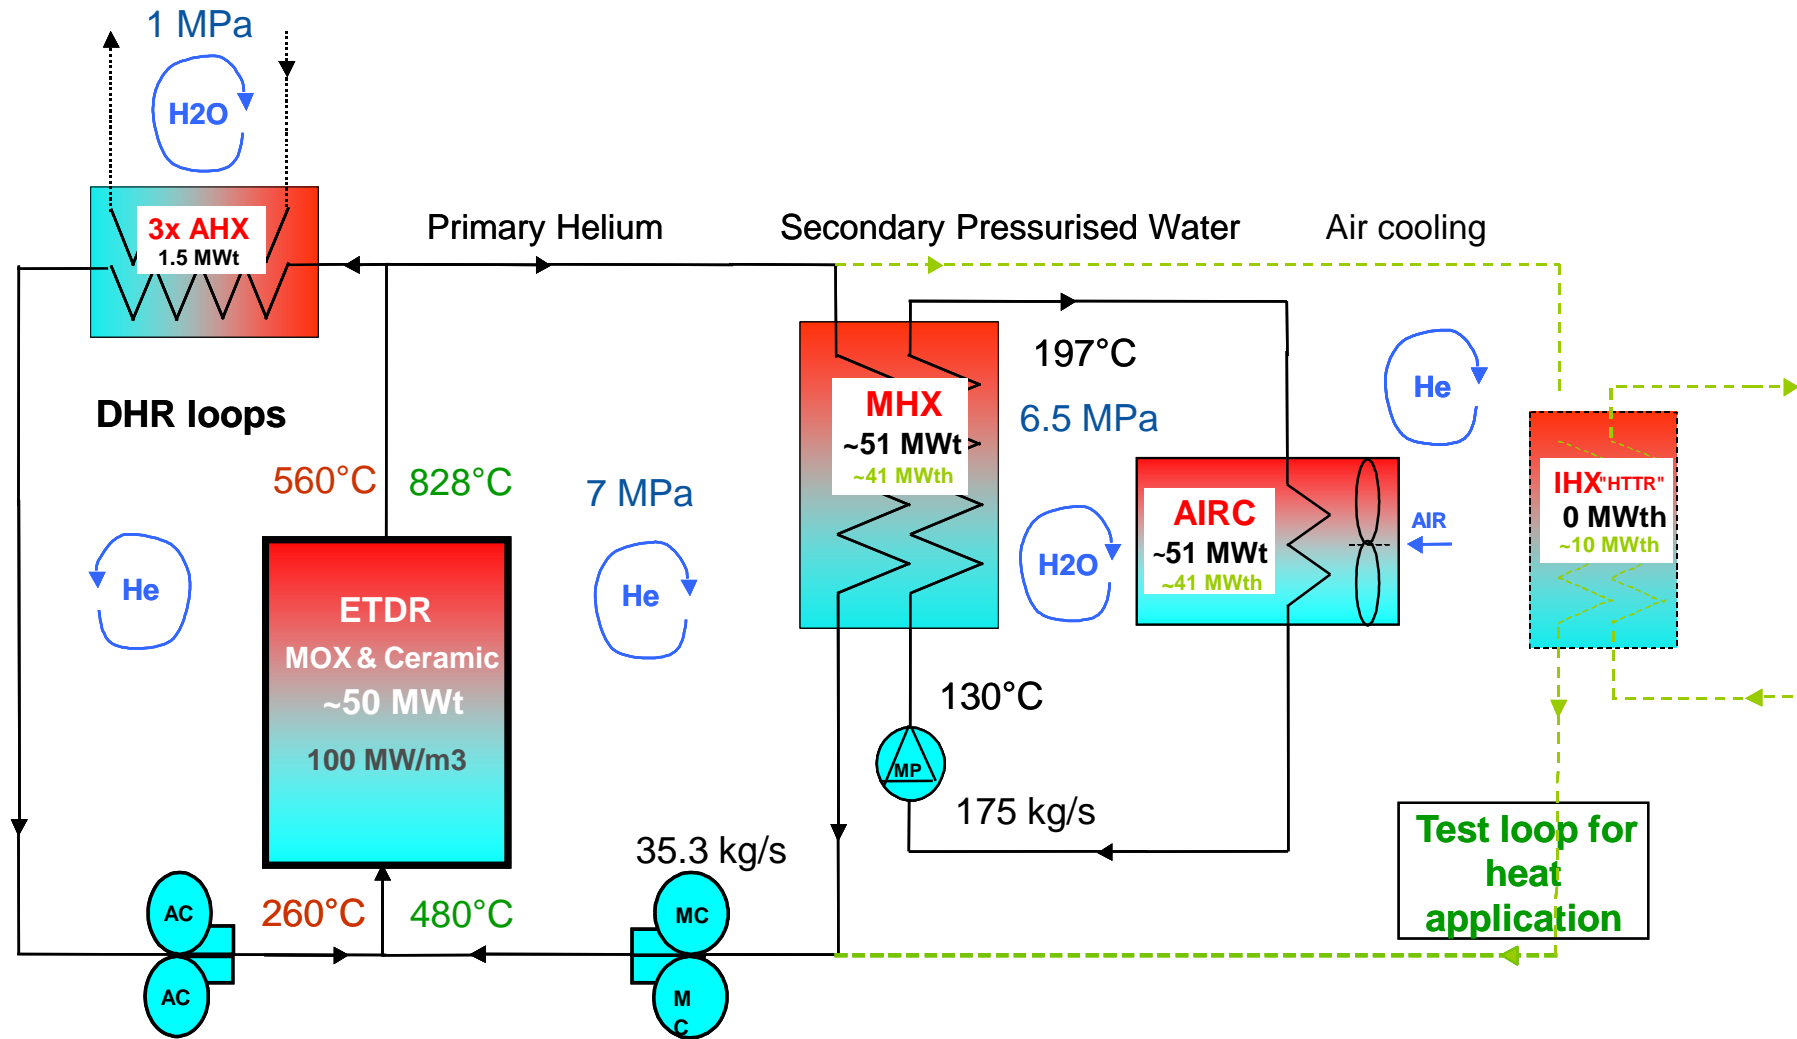 1 MPa
H2O
3x AHX
1.5 MWt
Primary Helium
Secondary Pressurised Water
Air cooling
DHR loops
560°C
828°C
7 MPa
He
He
ETDR
MOX & Ceramic
~50 MWt
100 MW/m3
260°C
480°C
AC
AC
35.3 kg/s
MC
M
C
MHX
~51 MWt
~41 MWth
197°C
6.5 MPa
H2O
130°C
MP
175 kg/s
AIRC
~51 MWt
~41 MWth
AIR
He
IHX"HTTR"
0 MWth
~10 MWth
Test loop for
heat
application